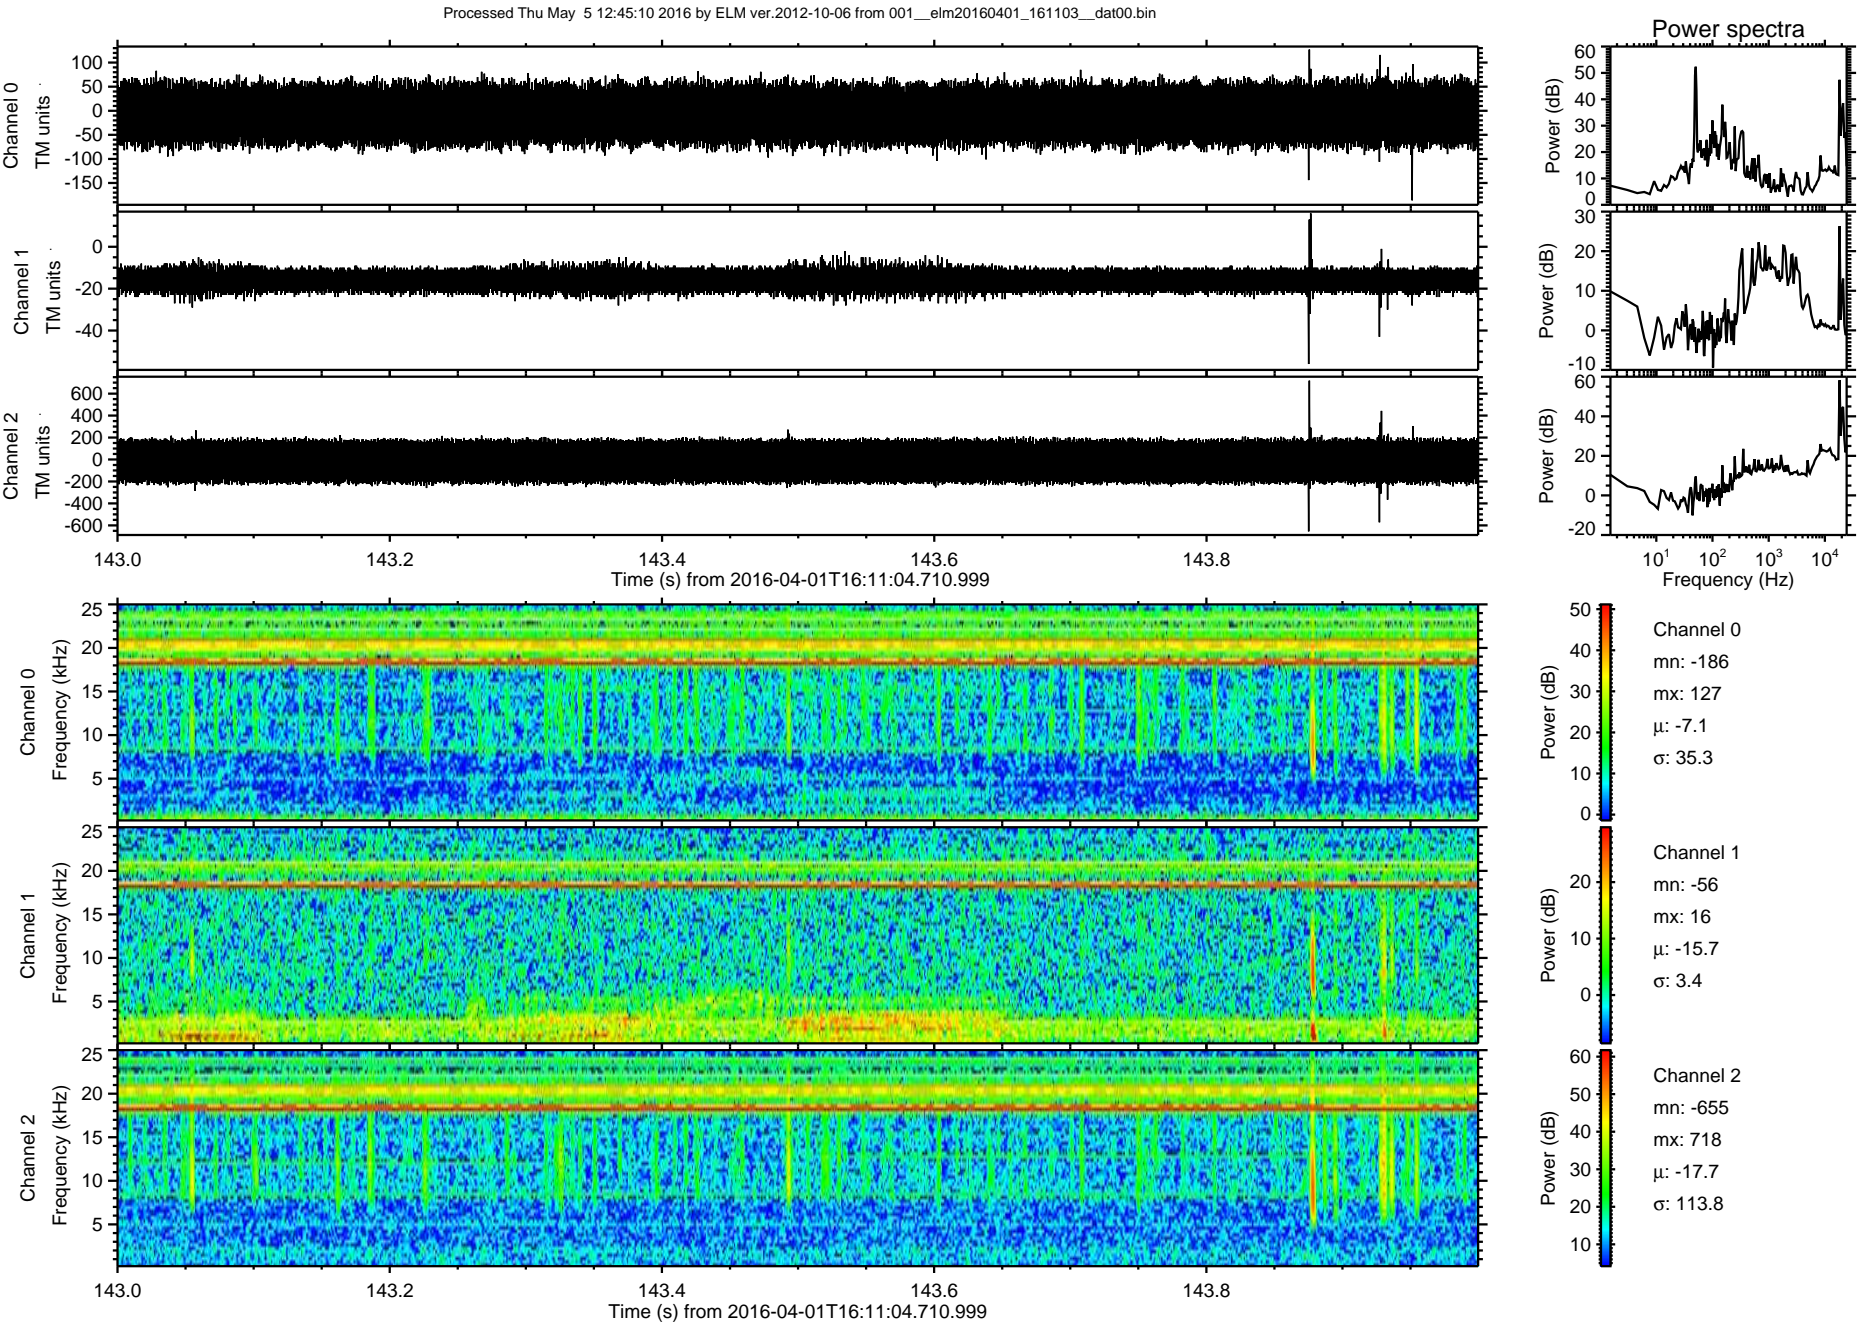 Processed Thu May 5 12:45:10 2016 by ELM ver.2012-10-06 from 001__elm20160401_161103__dat00.bin
Power spectra
Channel 0
TM units
100
50
0
-50
-100
-150
Power (dB)
60
50
40
30
20
10
0
Channel 1
TM units
0
-20
-40
Power (dB)
30
20
10
0
-10
Channel 2
TM units
600
400
200
0
-200
-400
-600
Power (dB)
60
40
20
0
-20
143.0 143.2 143.4 143.6 143.8
Time (s) from 2016-04-01T16:11:04.710.999
10^1 10^2 10^3 10^4
Frequency (Hz)
Channel 0
Frequency (kHz)
25
20
15
10
5
Power (dB)
50
40
30
20
10
0
Channel 0
mn: -186
mx: 127
μ: -7.1
σ: 35.3
Channel 1
Frequency (kHz)
25
20
15
10
5
Power (dB)
20
10
0
Channel 1
mn: -56
mx: 16
μ: -15.7
σ: 3.4
Channel 2
Frequency (kHz)
25
20
15
10
5
Power (dB)
60
50
40
30
20
10
Channel 2
mn: -655
mx: 718
μ: -17.7
σ: 113.8
143.0 143.2 143.4 143.6 143.8
Time (s) from 2016-04-01T16:11:04.710.999